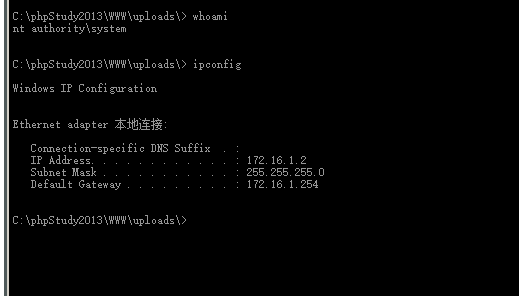 C:\phpStudy2013\WWW\uploads\> whoami
nt authority\system
C:\phpStudy2013\WWW\uploads\> ipconfig
Windows IP Configuration
Ethernet adapter 本地连接:
Connection-specific DNS Suffix . :
IP Address. . . . . . . . . . . . : 172.16.1.2
Subnet Mask . . . . . . . . . . . : 255.255.255.0
Default Gateway . . . . . . . . . : 172.16.1.254
C:\phpStudy2013\WWW\uploads\>